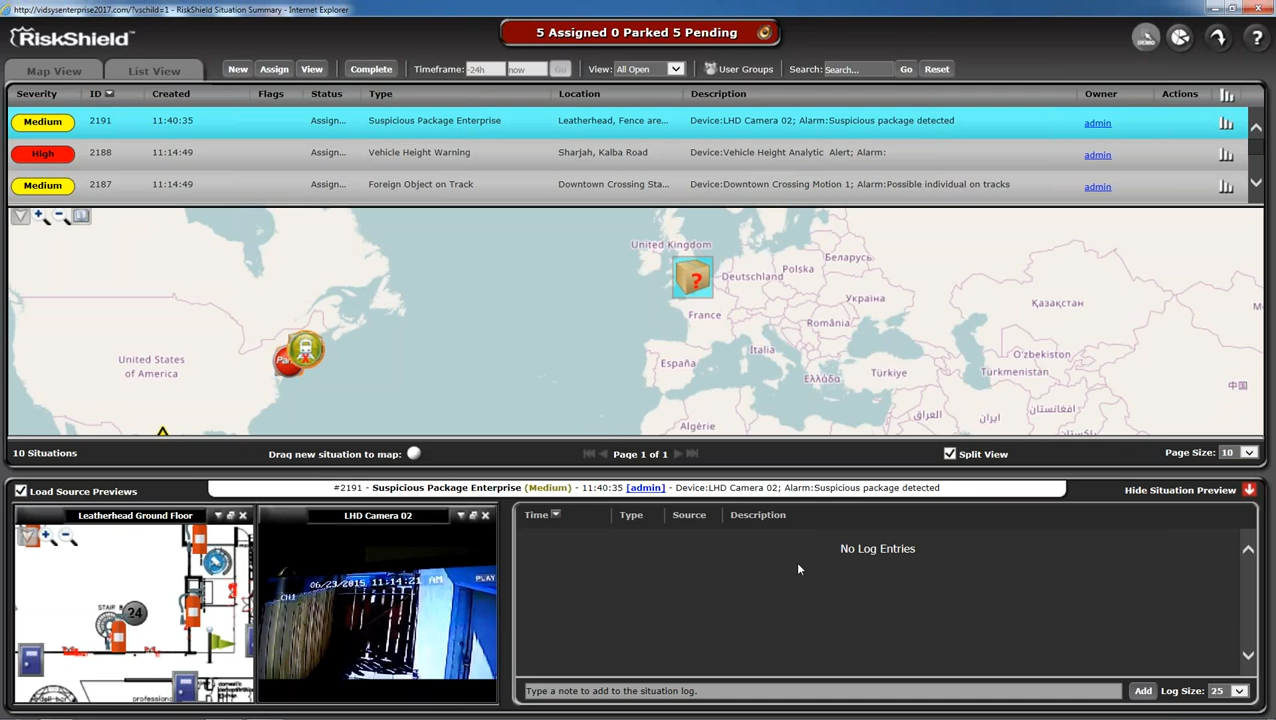 http://vidsysenterprise2017.com/?vschild=1 - RiskShield Situation Summary - Internet Explorer
RiskShield
5 Assigned 0 Parked 5 Pending
DEMO
?
Map View List View New Assign View Complete Timeframe: -24h now Go View: All Open User Groups Search: Search... Go Reset
Severity ID Created Flags Status Type Location Description Owner Actions
Medium 2191 11:40:35 Assign... Suspicious Package Enterprise Leatherhead, Fence are... Device:LHD Camera 02; Alarm:Suspicious package detected admin
High 2188 11:14:49 Assign... Vehicle Height Warning Sharjah, Kalba Road Device:Vehicle Height Analytic Alert; Alarm: admin
Medium 2187 11:14:49 Assign... Foreign Object on Track Downtown Crossing Sta... Device:Downtown Crossing Motion 1; Alarm:Possible individual on tracks admin
United Kingdom
Беларусь
Polska
Deutschland
?
Україна
Қазақстан
France
România
United States
of America
Italia
O'zbekiston
España
Türkiye
Türkmenistan
Ελλάς
中国
العراق
ایران
افغانستان
Algérie
10 Situations Drag new situation to map: Page 1 of 1 Split View Page Size: 10
Load Source Previews #2191 - Suspicious Package Enterprise (Medium) - 11:40:35 [admin] - Device:LHD Camera 02; Alarm:Suspicious package detected Hide Situation Preview
Leatherhead Ground Floor LHD Camera 02 Time Type Source Description
No Log Entries
06/23/2015 11:14:21 AM PLAY
CH1
STAIR B
24
professional
Type a note to add to the situation log. Add Log Size: 25